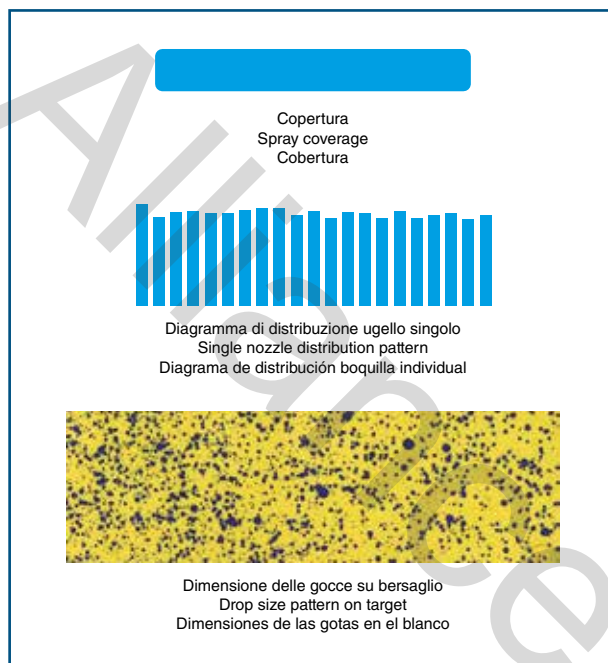 Copertura
Spray coverage
Cobertura
Diagramma di distribuzione ugello singolo
Single nozzle distribution pattern
Diagrama de distribución boquilla individual
Dimensione delle gocce su bersaglio
Drop size pattern on target
Dimensiones de las gotas en el blanco
Alliance